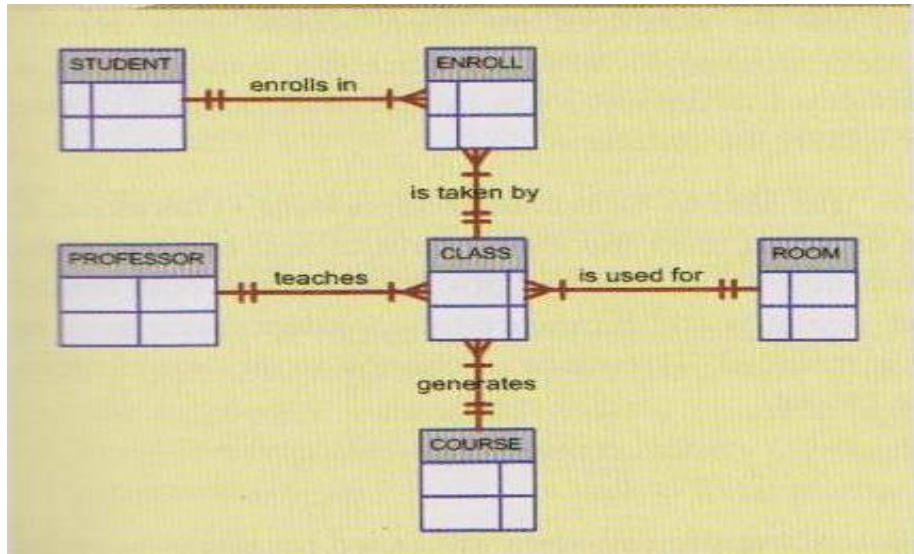 STUDENT
enrolls in
ENROLL
is taken by
PROFESSOR
teaches
CLASS
is used for
ROOM
generates
COURSE